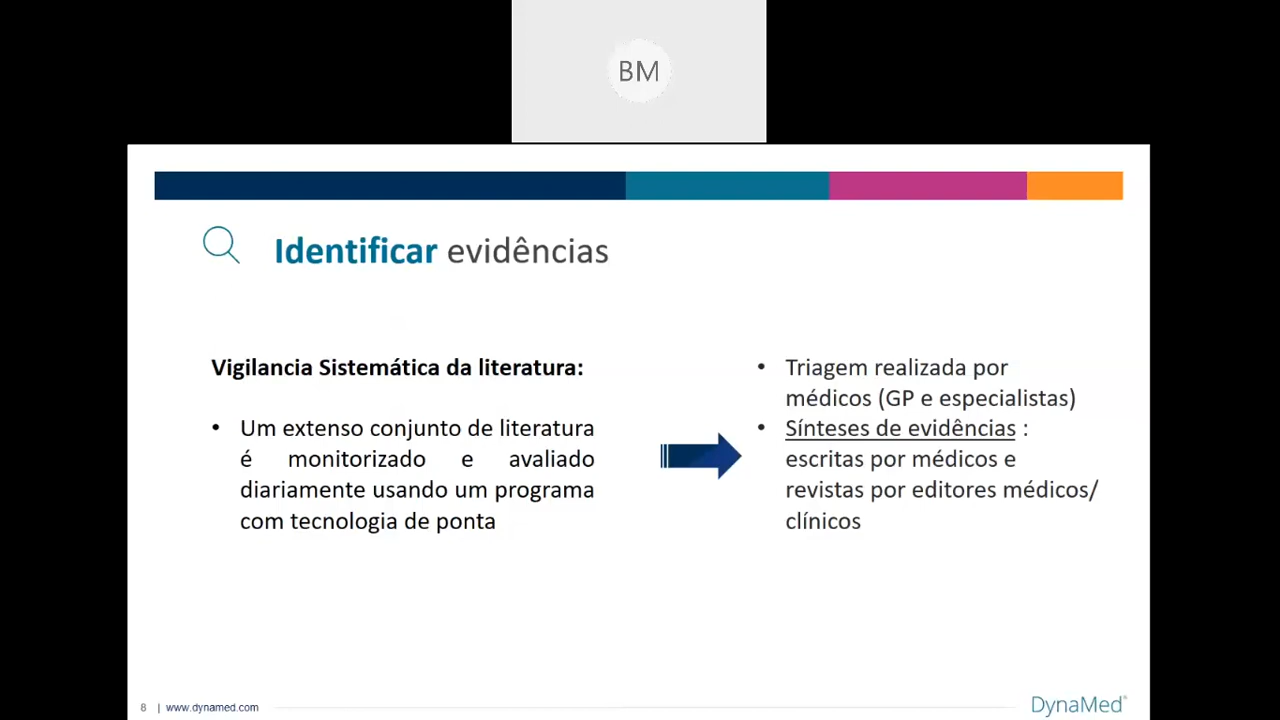 BM
Identificar evidências
Vigilancia Sistemática da literatura:
• Um extenso conjunto de literatura
é monitorizado e avaliado
diariamente usando um programa
com tecnologia de ponta
• Triagem realizada por
médicos (GP e especialistas)
• Sínteses de evidências :
escritas por médicos e
revistas por editores médicos/
clínicos
8 | www.dynamed.com
DynaMed®